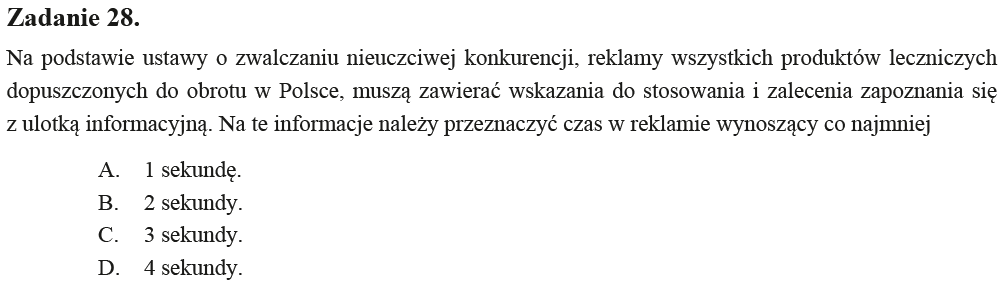 Zadanie 28.
Na podstawie ustawy o zwalczaniu nieuczciwej konkurencji, reklamy wszystkich produktów leczniczych
dopuszczonych do obrotu w Polsce, muszą zawierać wskazania do stosowania i zalecenia zapoznania się
z ulotką informacyjną. Na te informacje należy przeznaczyć czas w reklamie wynoszący co najmniej
A. 1 sekundę.
B. 2 sekundy.
C. 3 sekundy.
D. 4 sekundy.